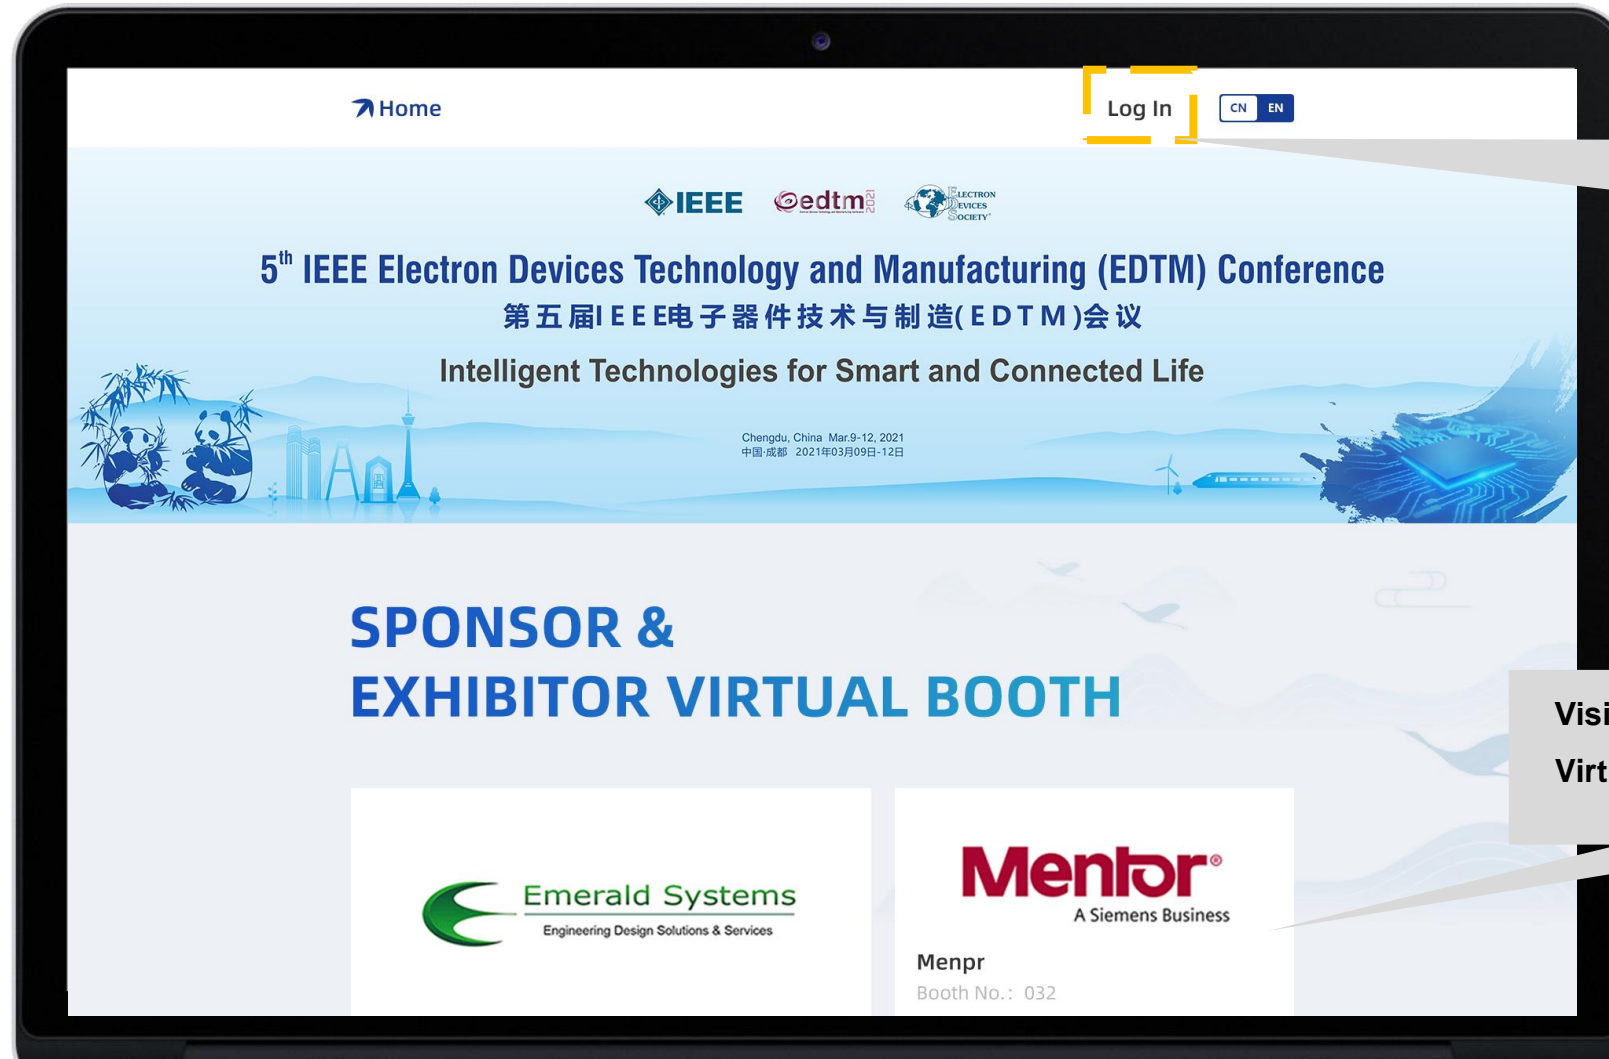 Home
Log In
CN EN
IEEE edtm 2021 ELECTRON
DEVICES
SOCIETY
5th IEEE Electron Devices Technology and Manufacturing (EDTM) Conference
第五届IEEE电子器件技术与制造(EDTM)会议
Intelligent Technologies for Smart and Connected Life
Chengdu, China Mar.9-12, 2021
中国·成都 2021年03月09日-12日
SPONSOR &
EXHIBITOR VIRTUAL BOOTH
Visi
Virt
Emerald Systems
Engineering Design Solutions & Services
Mentor®
A Siemens Business
Menpr
Booth No.: 032